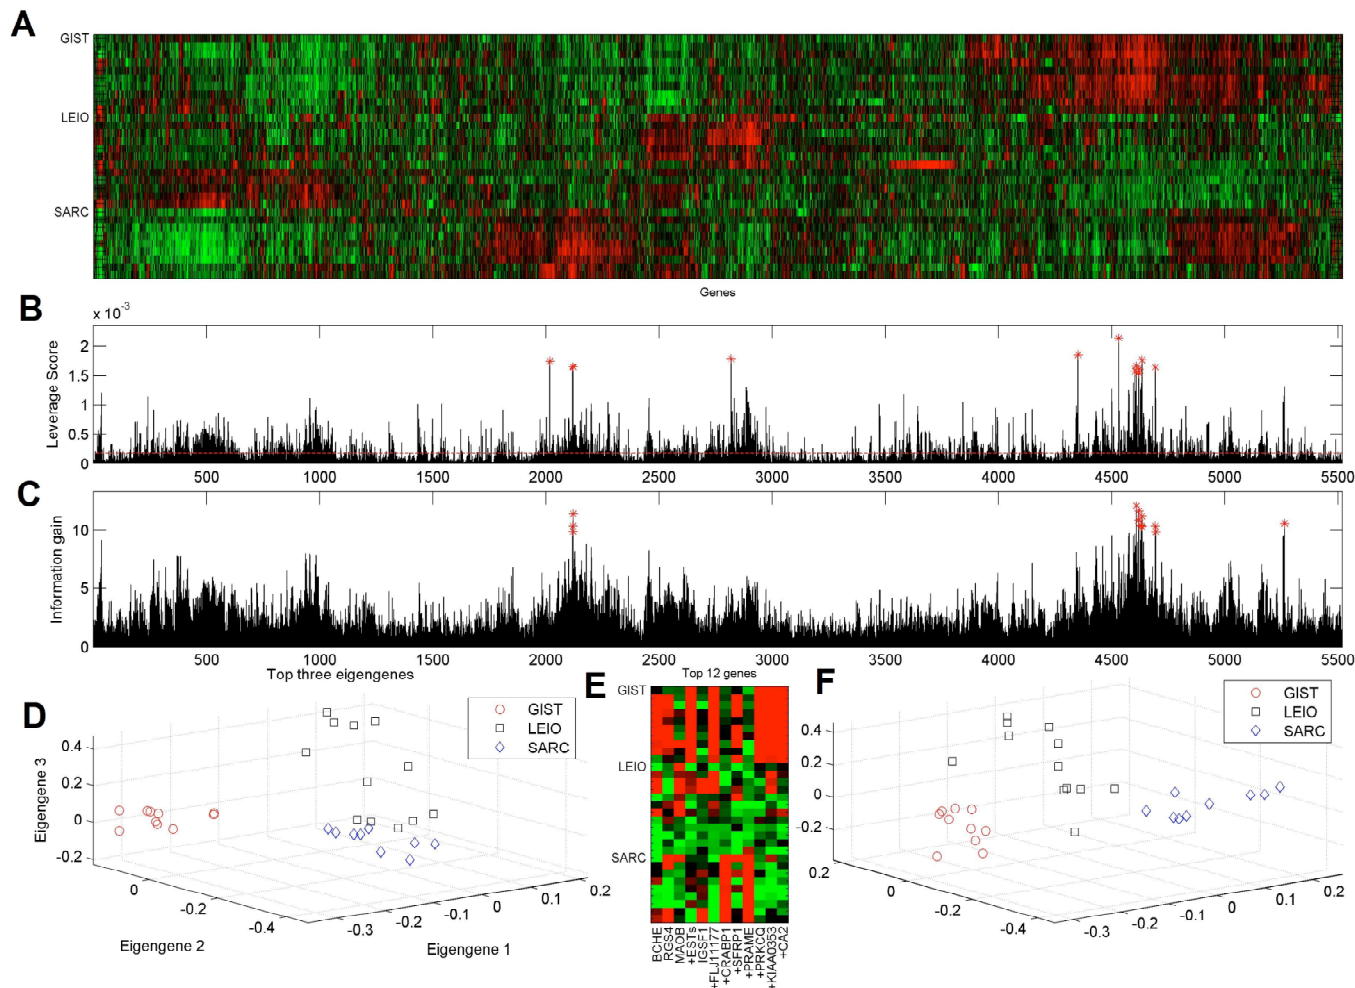 A
GIST
LEIO
SARC
Genes
B
x 10^-3
Leverage Score
2
1.5
1
0.5
0
500 1000 1500 2000 2500 3000 3500 4000 4500 5000 5500
C
Information gain
10
5
0
500 1000 1500 2000 2500 3000 3500 4000 4500 5000 5500
Top three eigengenes
D
GIST
LEIO
SARC
Eigengene 3
0.4
0.2
0
-0.2
0 -0.2 -0.4
Eigengene 2
-0.3 -0.2 -0.1 0 0.1 0.2
Eigengene 1
E
Top 12 genes
GIST
LEIO
SARC
BCHE
RGS4
MAOB
+ESTs
IGSF1
+FLJ11177
+CRABP1
+SFRP1
+PRAME
+PRKCQ
+KIAA0353
+CA2
F
GIST
LEIO
SARC
0.4
0.2
0
-0.2
0.2 0 -0.2 -0.4
-0.3 -0.2 -0.1 0 0.1 0.2